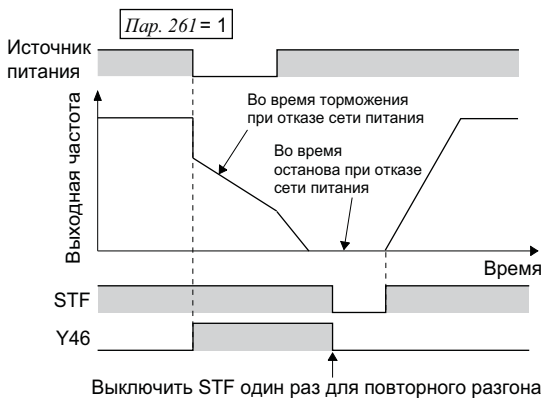 Пар. 261 = 1
Источник
питания
Выходная частота
Во время торможения
при отказе сети питания
Во время
останова при отказе
сети питания
Время
STF
Y46
Выключить STF один раз для повторного разгона